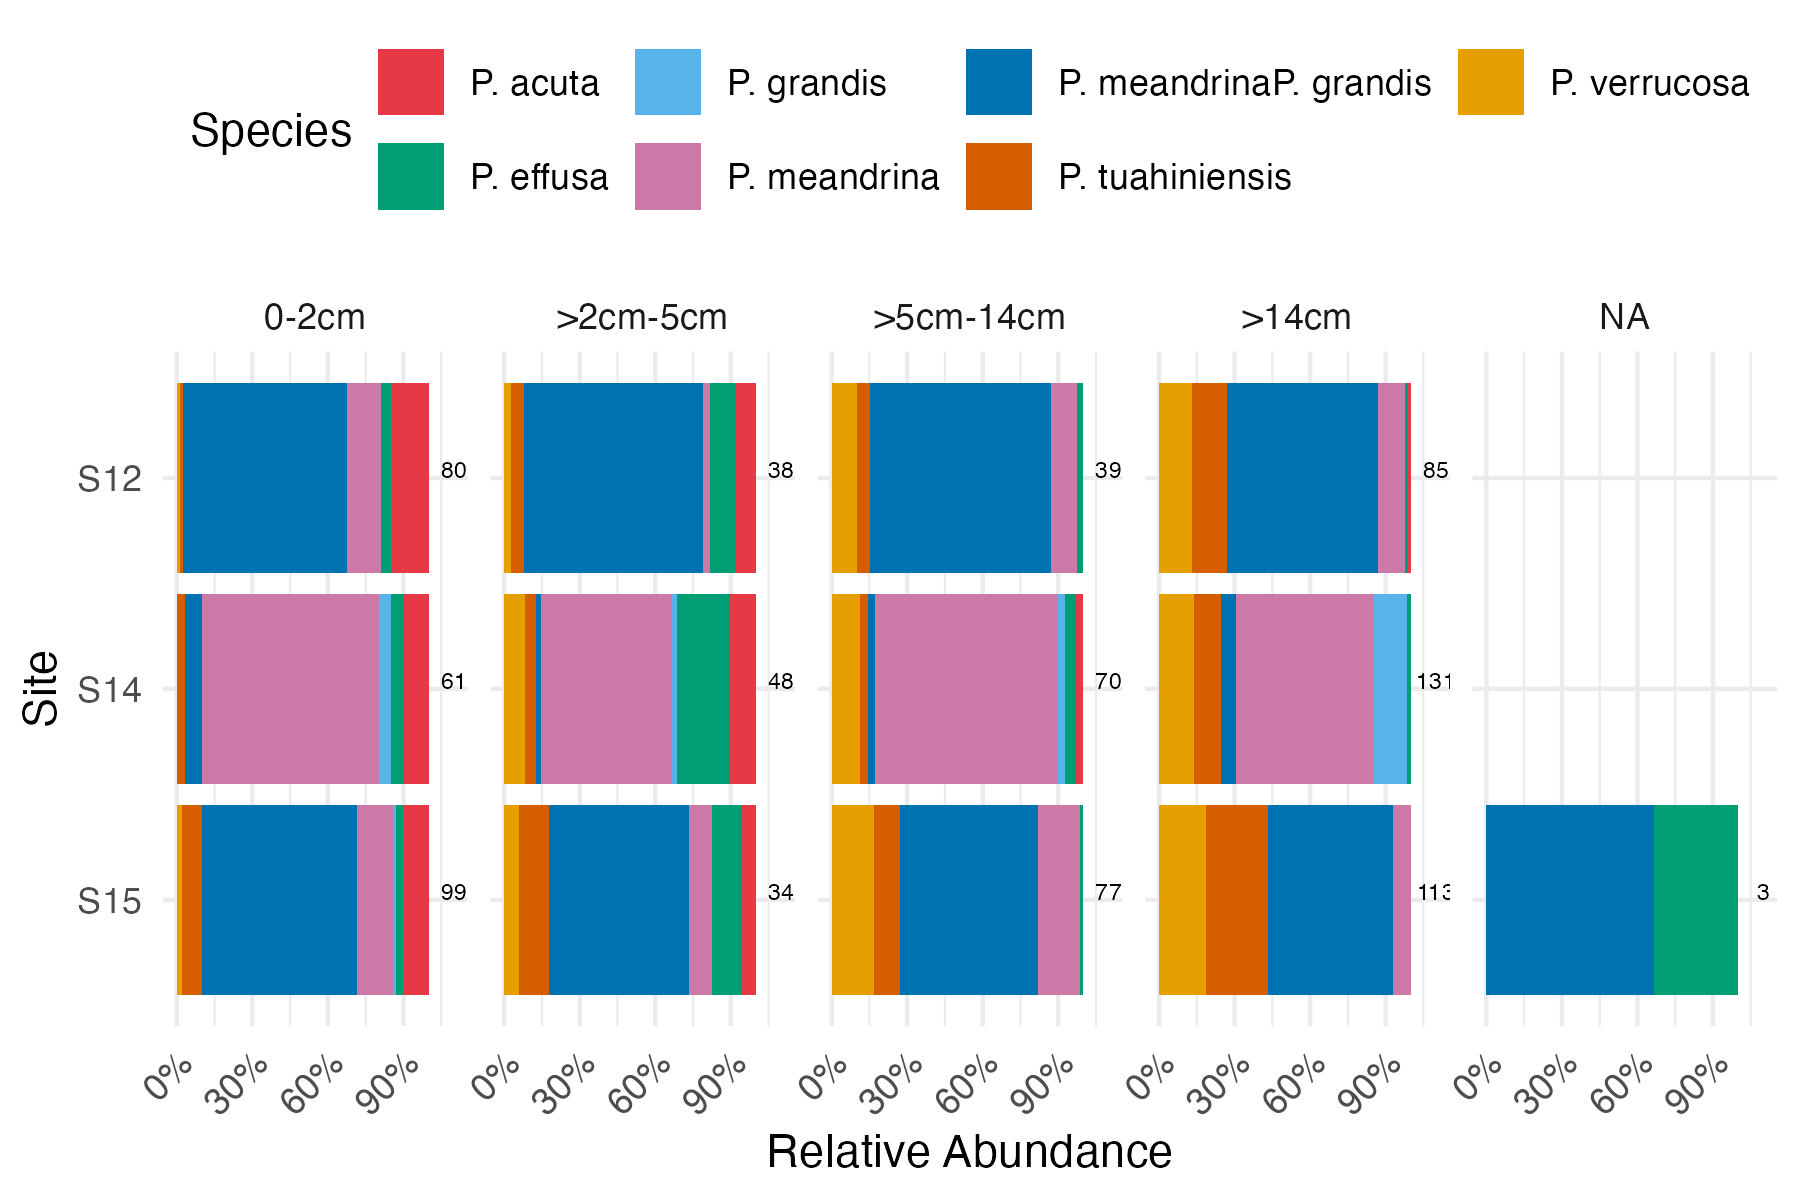 Species
P. acuta P. grandis P. meandrinaP. grandis P. verrucosa
P. effusa P. meandrina P. tuahiniensis
0-2cm >2cm-5cm >5cm-14cm >14cm NA
S12 80 38 39 85
S14 61 48 70 131
S15 99 34 77 113 3
Site
0% 30% 60% 90% 0% 30% 60% 90% 0% 30% 60% 90% 0% 30% 60% 90% 0% 30% 60% 90%
Relative Abundance